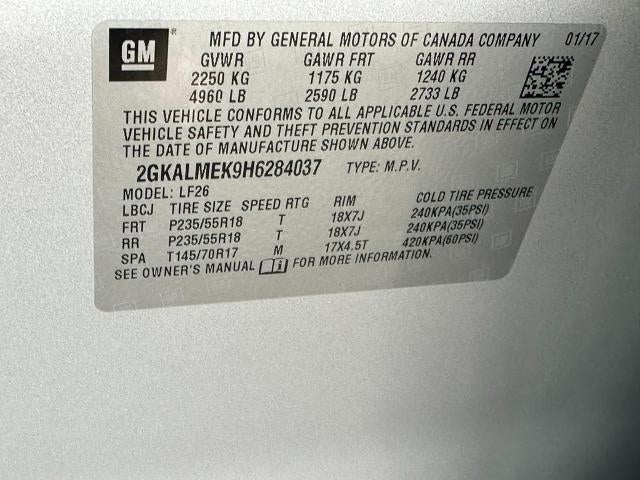 GM ® MFD BY GENERAL MOTORS OF CANADA COMPANY 01/17
GVWR GAWR FRT GAWR RR
2250 KG 1175 KG 1240 KG
4960 LB 2590 LB 2733 LB
THIS VEHICLE CONFORMS TO ALL APPLICABLE U.S. FEDERAL MOTOR
VEHICLE SAFETY AND THEFT PREVENTION STANDARDS IN EFFECT ON
THE DATE OF MANUFACTURE SHOWN ABOVE.
2GKALMEK9H6284037 TYPE: M.P.V.
MODEL: LF26
LBCJ TIRE SIZE SPEED RTG RIM COLD TIRE PRESSURE
FRT P235/55R18 T 18X7J 240KPA(35PSI)
RR P235/55R18 T 18X7J 240KPA(35PSI)
SPA T145/70R17 M 17X4.5T 420KPA(60PSI)
SEE OWNER'S MANUAL FOR MORE INFORMATION.